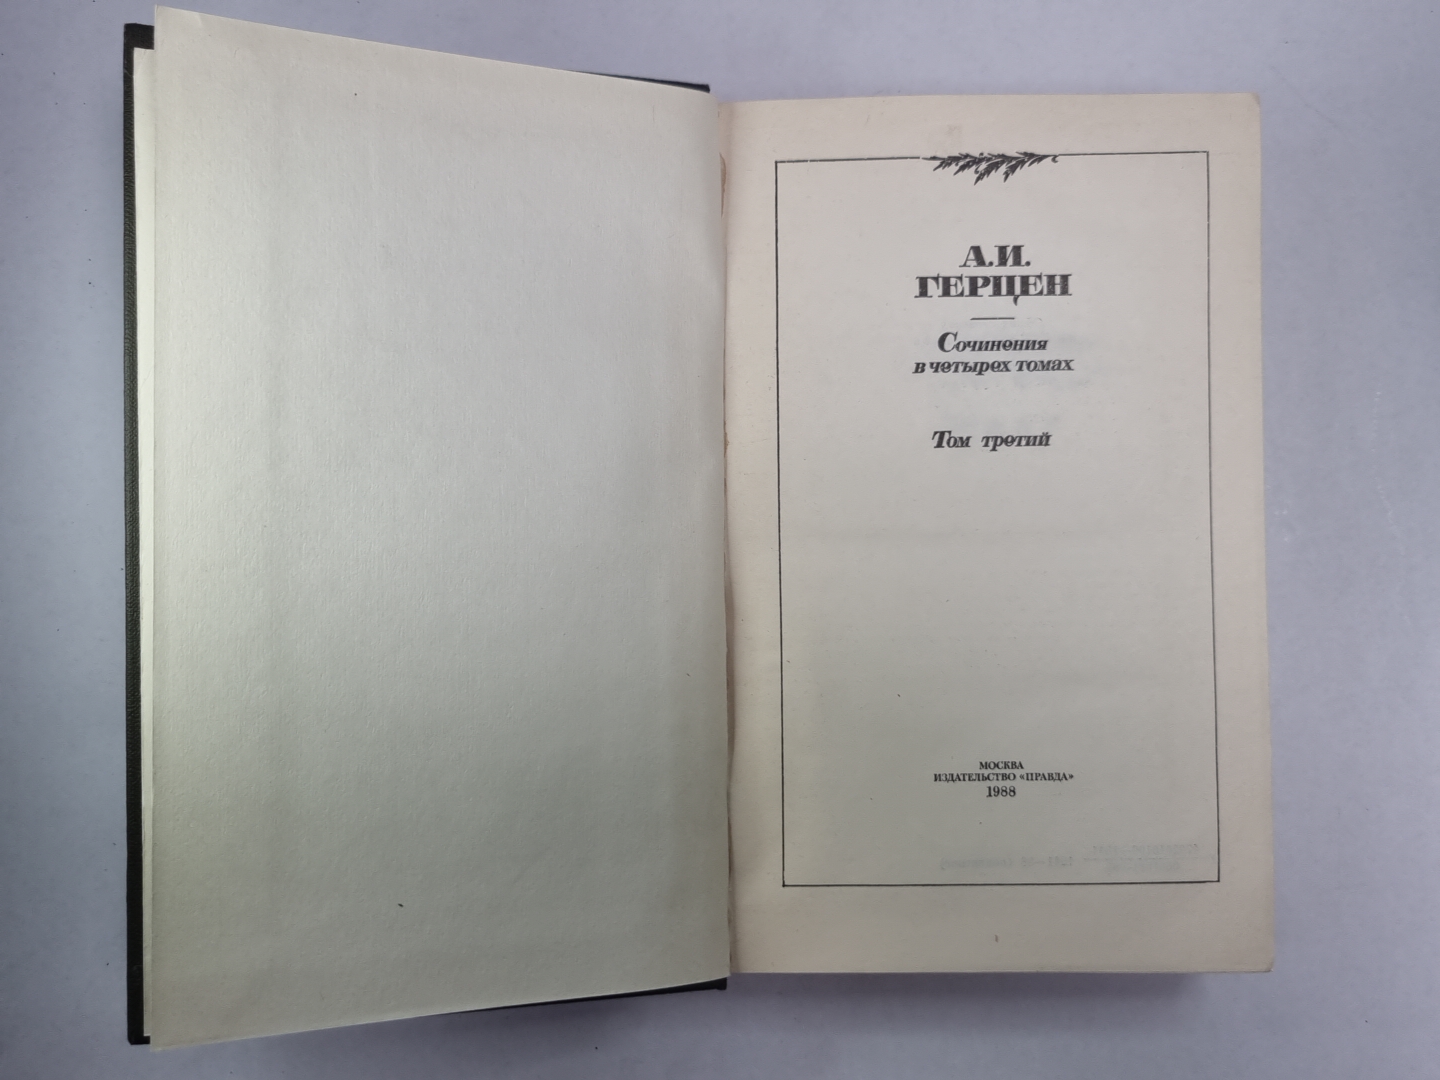 А.И.
ГЕРЦЕН
Сочинения
в четырех томах
Том третий
МОСКВА
ИЗДАТЕЛЬСТВО «ПРАВДА»
1988